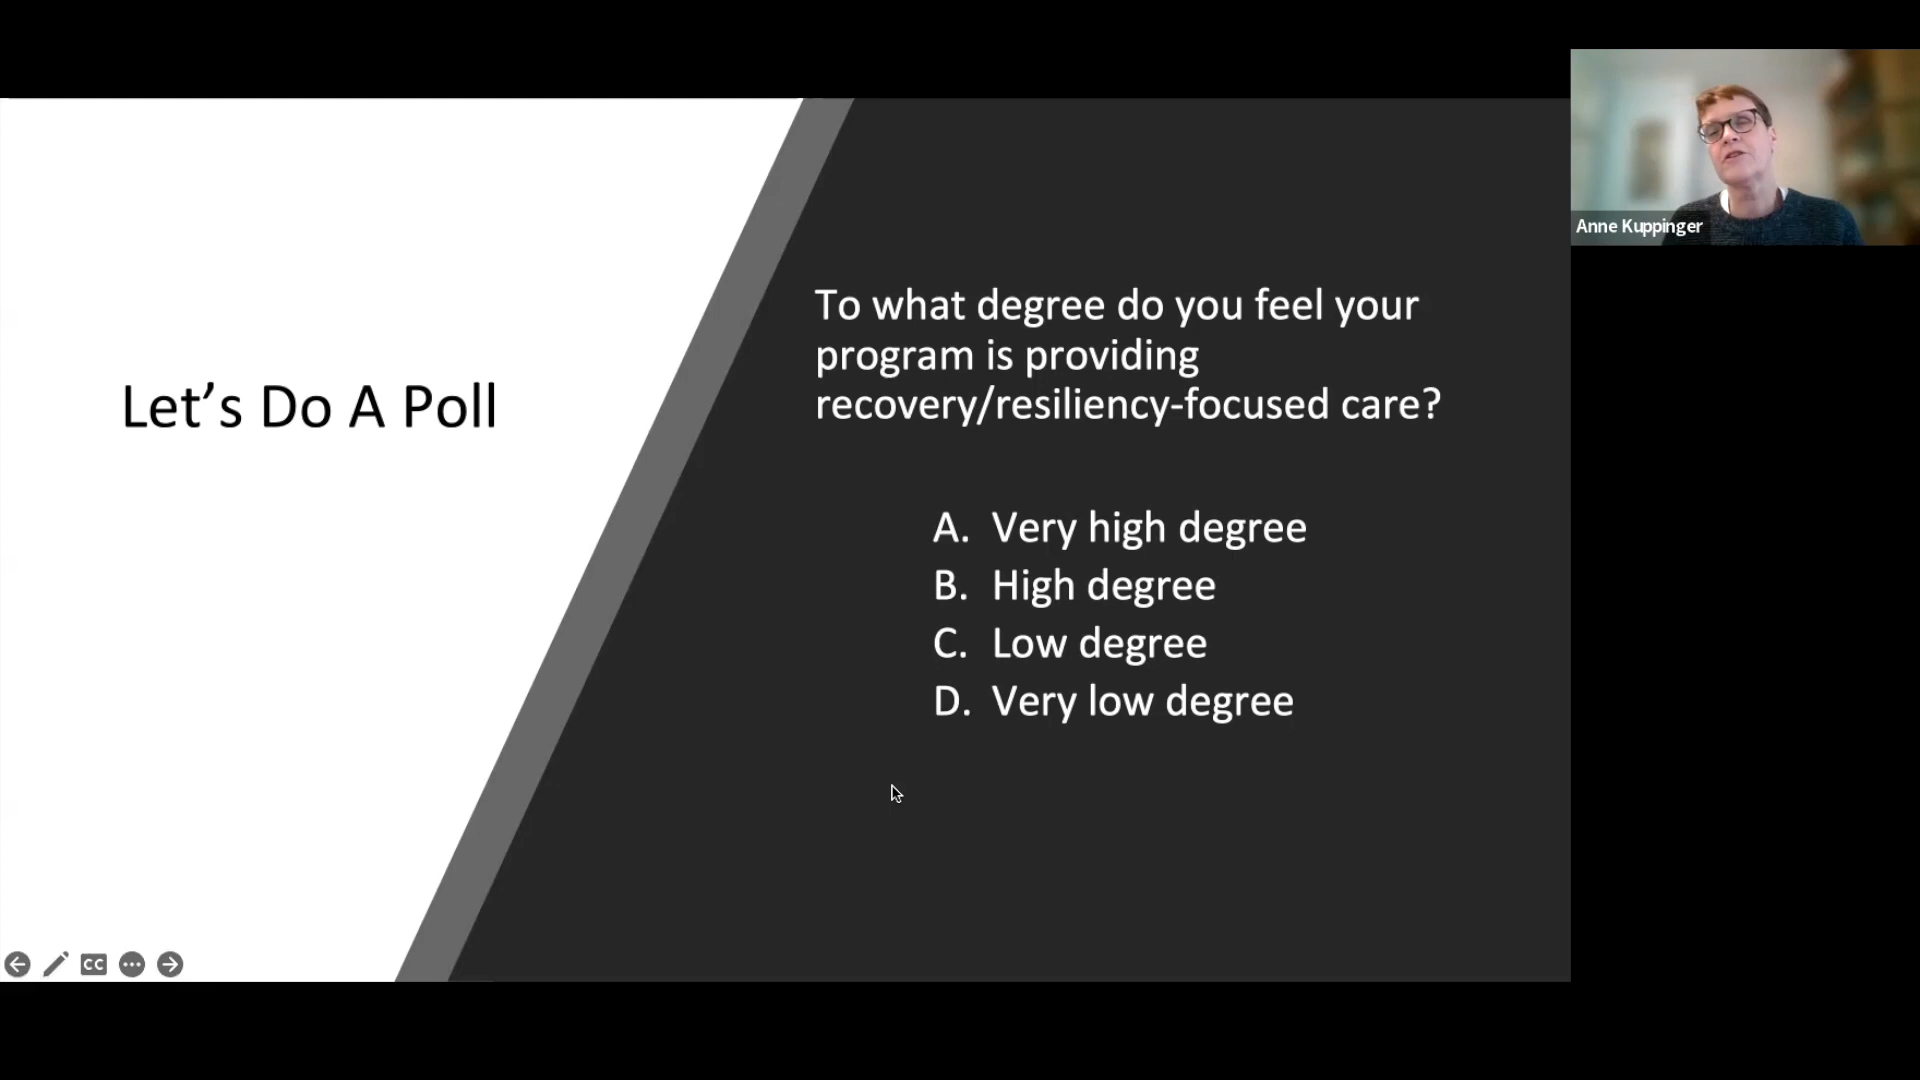 Let’s Do A Poll
To what degree do you feel your
program is providing
recovery/resiliency-focused care?
A. Very high degree
B. High degree
C. Low degree
D. Very low degree
Anne Kuppinger
CC